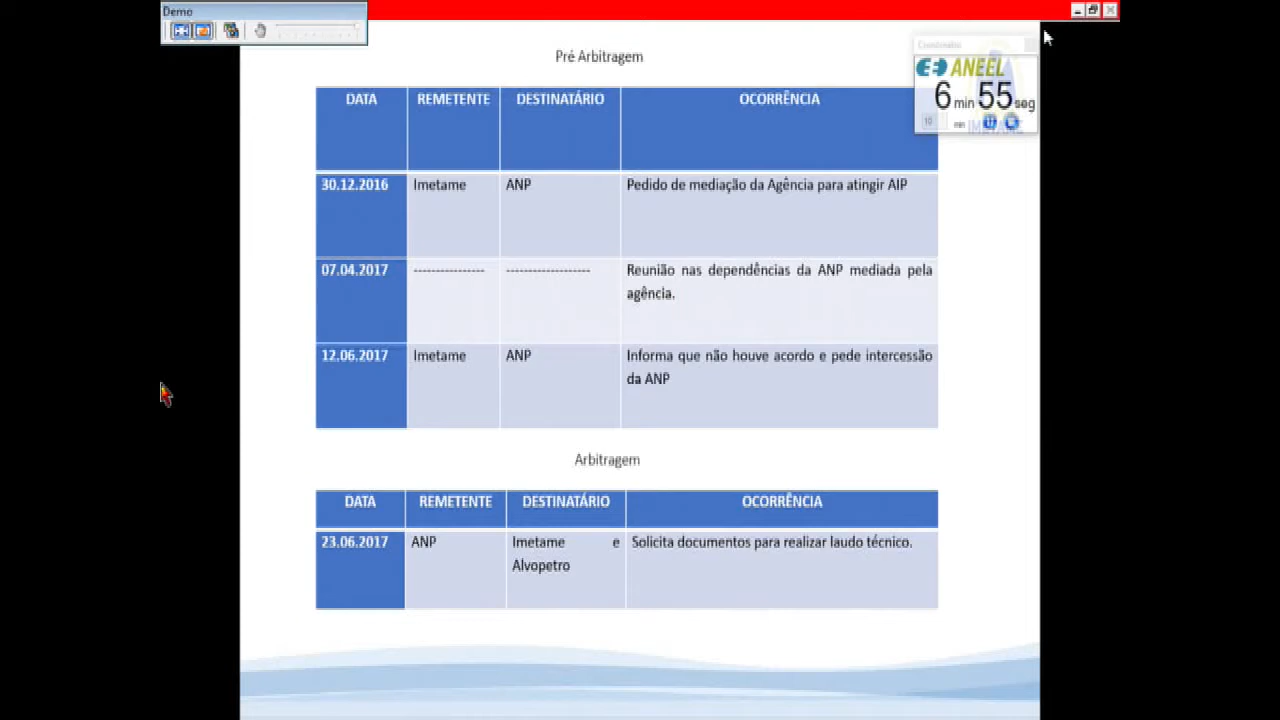 Demo
Pré Arbitragem
Cronômetro
ANEEL
6 min 55 seg
10
min
DATA REMETENTE DESTINATÁRIO OCORRÊNCIA
30.12.2016 Imetame ANP Pedido de mediação da Agência para atingir AIP
07.04.2017 ---------------- ------------------- Reunião nas dependências da ANP mediada pela
agência.
12.06.2017 Imetame ANP Informa que não houve acordo e pede intercessão
da ANP
Arbitragem
DATA REMETENTE DESTINATÁRIO OCORRÊNCIA
23.06.2017 ANP Imetame e Solicita documentos para realizar laudo técnico.
Alvopetro